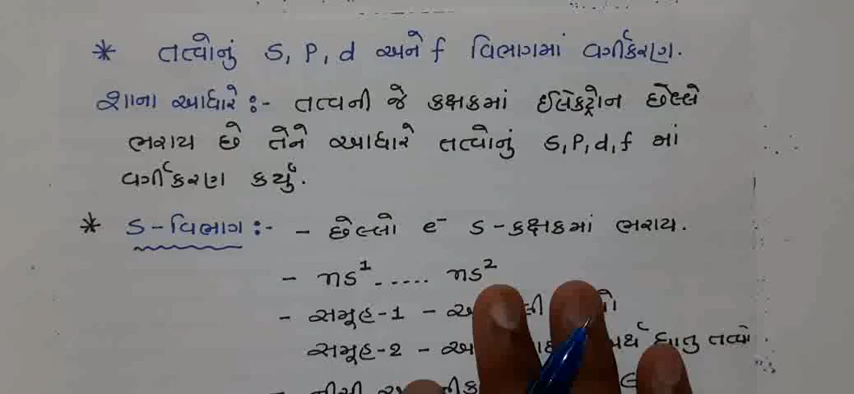 * તત્વોનું S, P, d અને f વિભાગમાં વર્ગીકરણ.
શાના આધારે :- તત્વની જે કક્ષકમાં ઈલેક્ટ્રોન છેલ્લે
ભરાય છે તેને આધારે તત્વોનું S, P, d, f માં
વર્ગીકરણ કર્યું.
* S-વિભાગ :- - છેલ્લો e⁻ S-કક્ષકમાં ભરાય.
- ns¹ ..... ns²
- સમૂહ-1 -
સમૂહ-2 - ધાતુ તત્વો
- નીચી